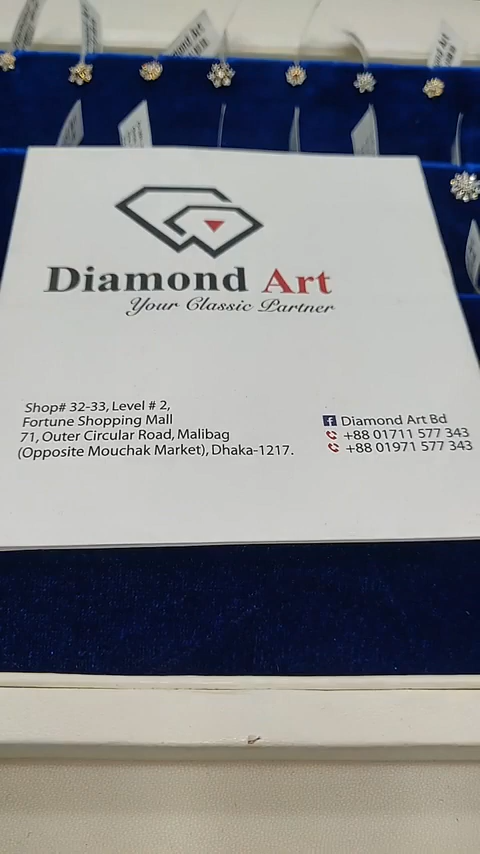 Diamond Art
Your Classic Partner
Shop# 32-33, Level # 2,
Fortune Shopping Mall
71, Outer Circular Road, Malibag
(Opposite Mouchak Market), Dhaka-1217.
Diamond Art Bd
+88 01711 577 343
+88 01971 577 343